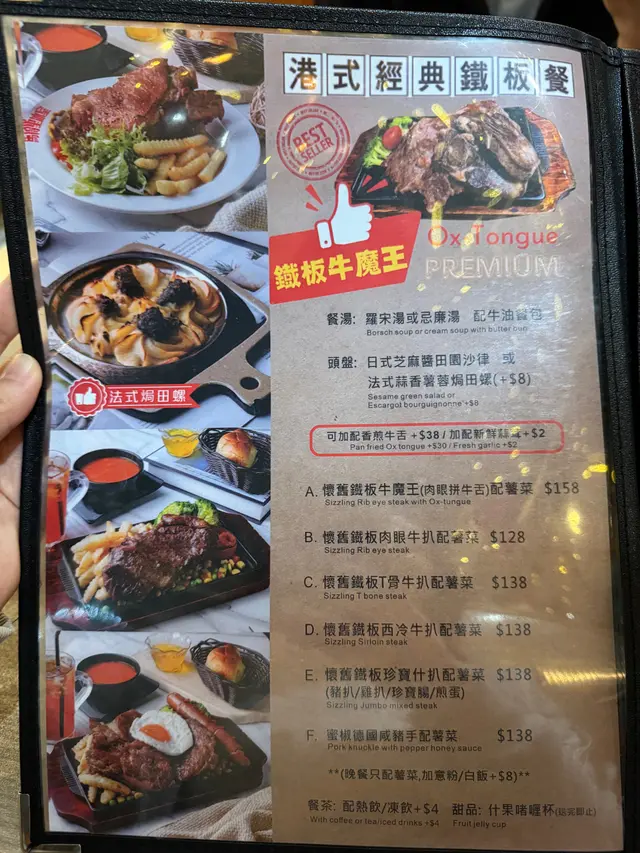 港式經典鐵板餐
BEST SELLER
鐵板牛魔王
Ox Tongue
PREMIUM
法式焗田螺
餐湯: 羅宋湯或忌廉湯 配牛油餐包
Borsch soup or cream soup with butter bun
頭盤: 日式芝麻醬田園沙律 或
法式蒜香薯蓉焗田螺(+$8)
Sesame green salad or
Escargot bourguignonne +$8
可加配香煎牛舌 +$38 / 加配新鮮蒜茸 +$2
Pan fried Ox tongue +$30 / Fresh garlic +$2
A. 懷舊鐵板牛魔王(肉眼拼牛舌)配薯菜 $158
Sizzling Rib eye steak with Ox-tungue
B. 懷舊鐵板肉眼牛扒配薯菜 $128
Sizzling Rib eye steak
C. 懷舊鐵板T骨牛扒配薯菜 $138
Sizzling T bone steak
D. 懷舊鐵板西冷牛扒配薯菜 $138
Sizzling Sirloin steak
E. 懷舊鐵板珍寶什扒配薯菜 $138
(豬扒/雞扒/珍寶腸/煎蛋)
Sizzling Jumbo mixed steak
F. 蜜椒德國咸豬手配薯菜 $138
Pork knuckle with pepper honey sauce
**(晚餐只配薯菜,加意粉/白飯+$8)**
餐茶: 配熱飲/凍飲+$4 甜品: 什果啫喱杯(送完即止)
With coffee or tea/iced drinks +$4 Fruit jelly cup